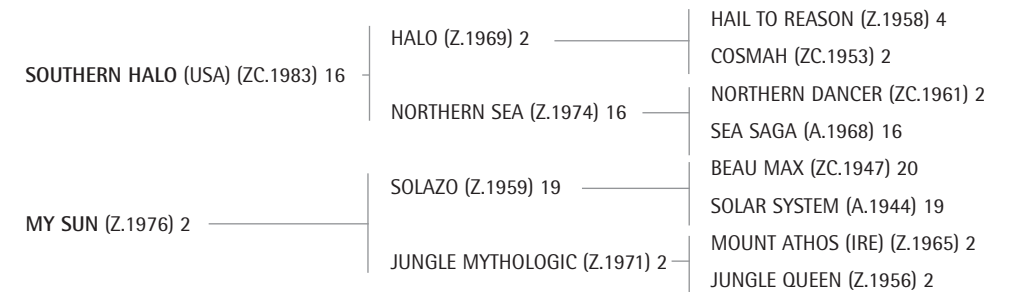 HAIL TO REASON (Z.1958) 4
HALO (Z.1969) 2
COSMAH (ZC.1953) 2
SOUTHERN HALO (USA) (ZC.1983) 16
NORTHERN DANCER (ZC.1961) 2
NORTHERN SEA (Z.1974) 16
SEA SAGA (A.1968) 16
BEAU MAX (ZC.1947) 20
SOLAZO (Z.1959) 19
SOLAR SYSTEM (A.1944) 19
MY SUN (Z.1976) 2
MOUNT ATHOS (IRE) (Z.1965) 2
JUNGLE MYTHOLOGIC (Z.1971) 2
JUNGLE QUEEN (Z.1956) 2